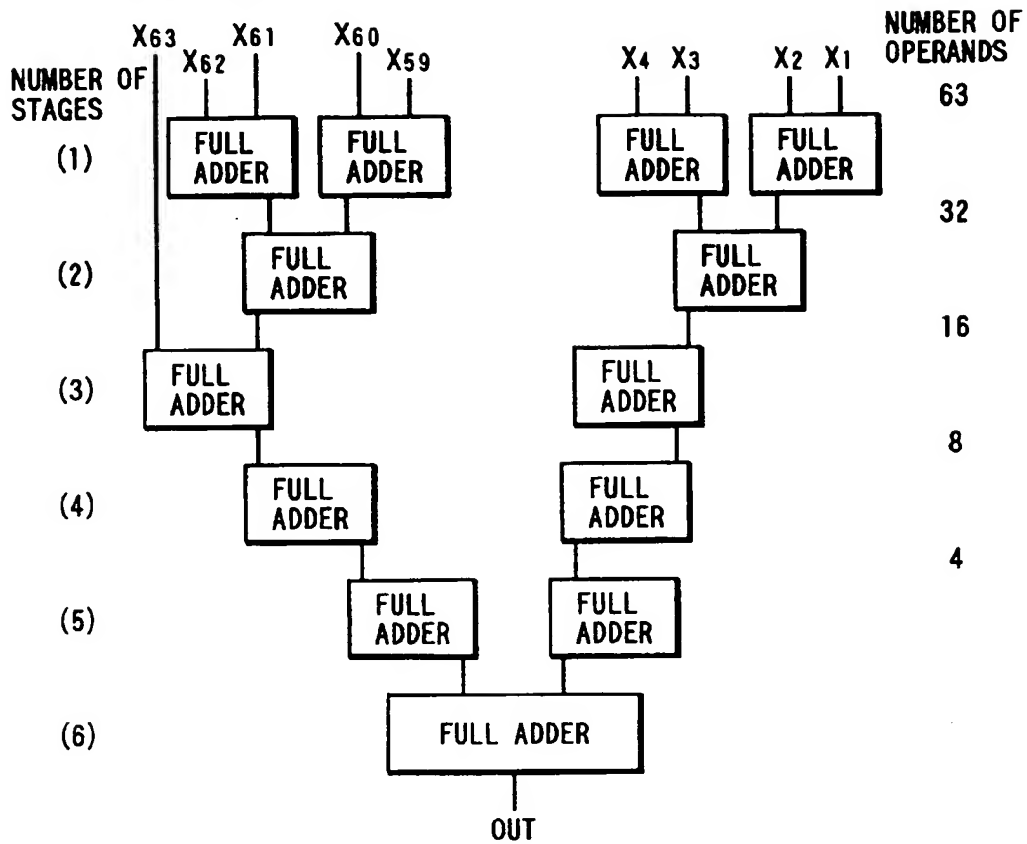 NUMBER OF
OPERANDS
X63 X61 X60
X62 X59 X4 X3 X2 X1
NUMBER OF
STAGES
63
(1)
FULL
ADDER
FULL
ADDER
FULL
ADDER
FULL
ADDER
32
(2)
FULL
ADDER
FULL
ADDER
16
(3)
FULL
ADDER
FULL
ADDER
8
(4)
FULL
ADDER
FULL
ADDER
4
(5)
FULL
ADDER
FULL
ADDER
(6)
FULL ADDER
OUT